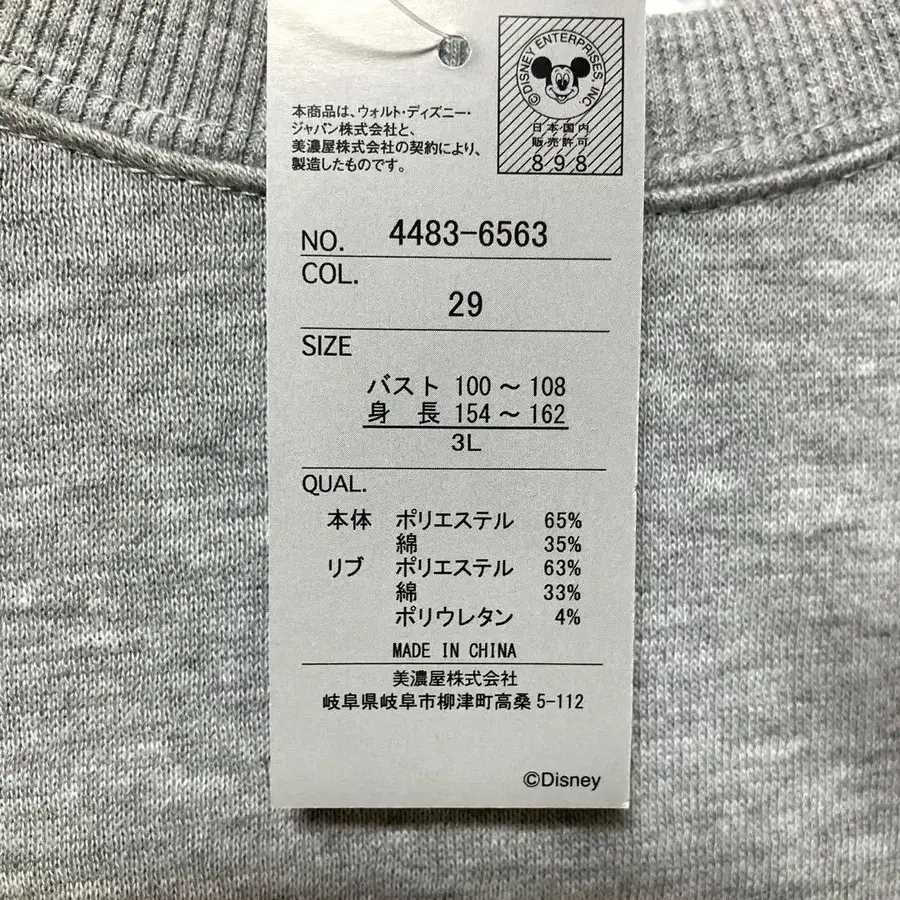 ©DISNEY ENTERPRISES, INC.
日本国内
販売許可
898
本商品は、ウォルト・ディズニー・
ジャパン株式会社と、
美濃屋株式会社の契約により、
製造したものです。
NO. 4483-6563
COL.
29
SIZE
バスト 100 ～ 108
身長 154 ～ 162
3L
QUAL.
本体 ポリエステル 65%
綿 35%
リブ ポリエステル 63%
綿 33%
ポリウレタン 4%
MADE IN CHINA
美濃屋株式会社
岐阜県岐阜市柳津町高桑5-112
©Disney